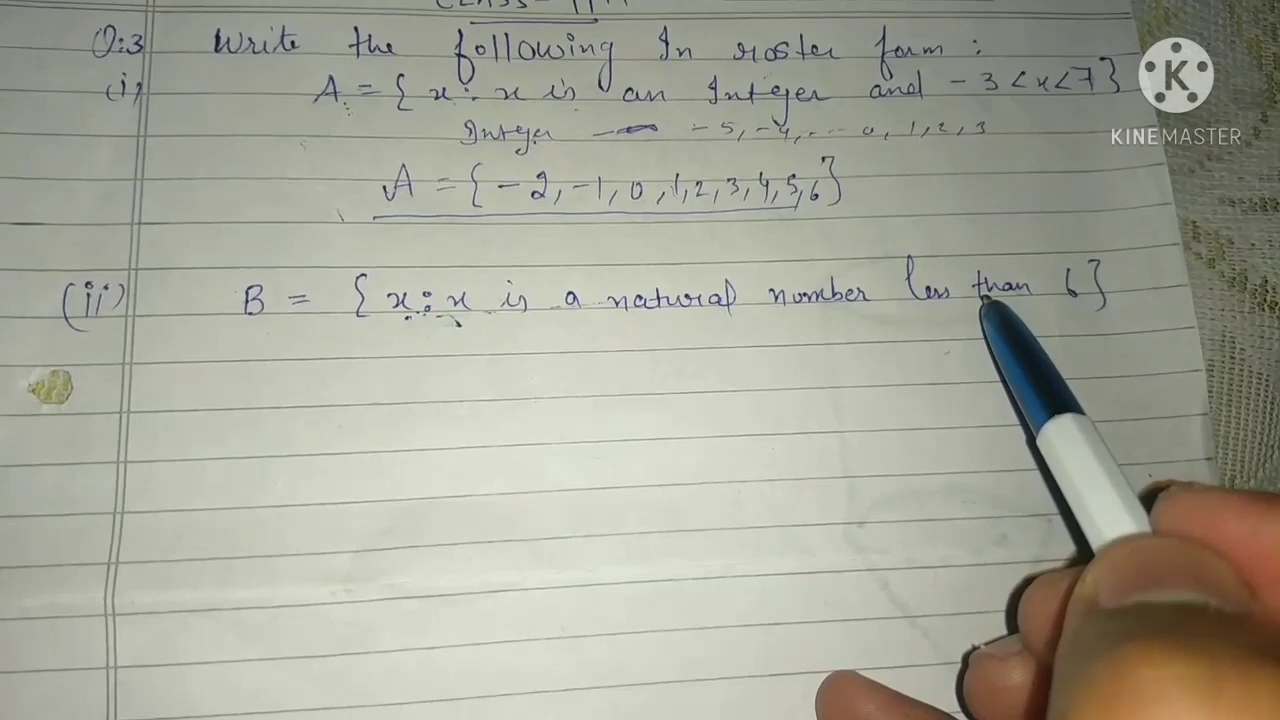 Q:3 Write the following In roster form :
(i) A = { x : x is an Integer and -3 < x < 7 }
Integer -5, -4, ... 0, 1, 2, 3
A = { -2, -1, 0, 1, 2, 3, 4, 5, 6 }
(ii) B = { x : x is a natural number less than 6 }
K
KINEMASTER